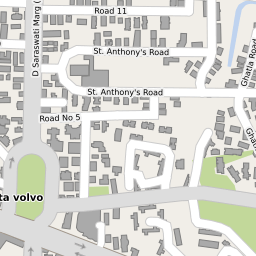 Road 11
D Saraswati Marg (
St. Anthony's Road
Ghatla Road
St. Anthony's Road
Road No 5
ta volvo